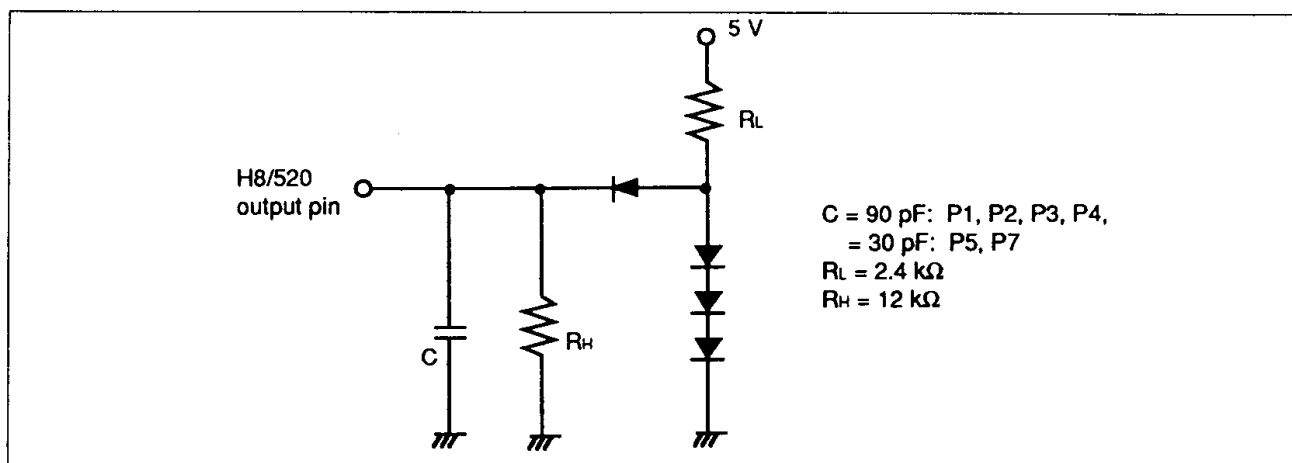 5 V
RL
H8/520
output pin
C = 90 pF: P1, P2, P3, P4,
= 30 pF: P5, P7
RL = 2.4 kΩ
RH = 12 kΩ
C
RH